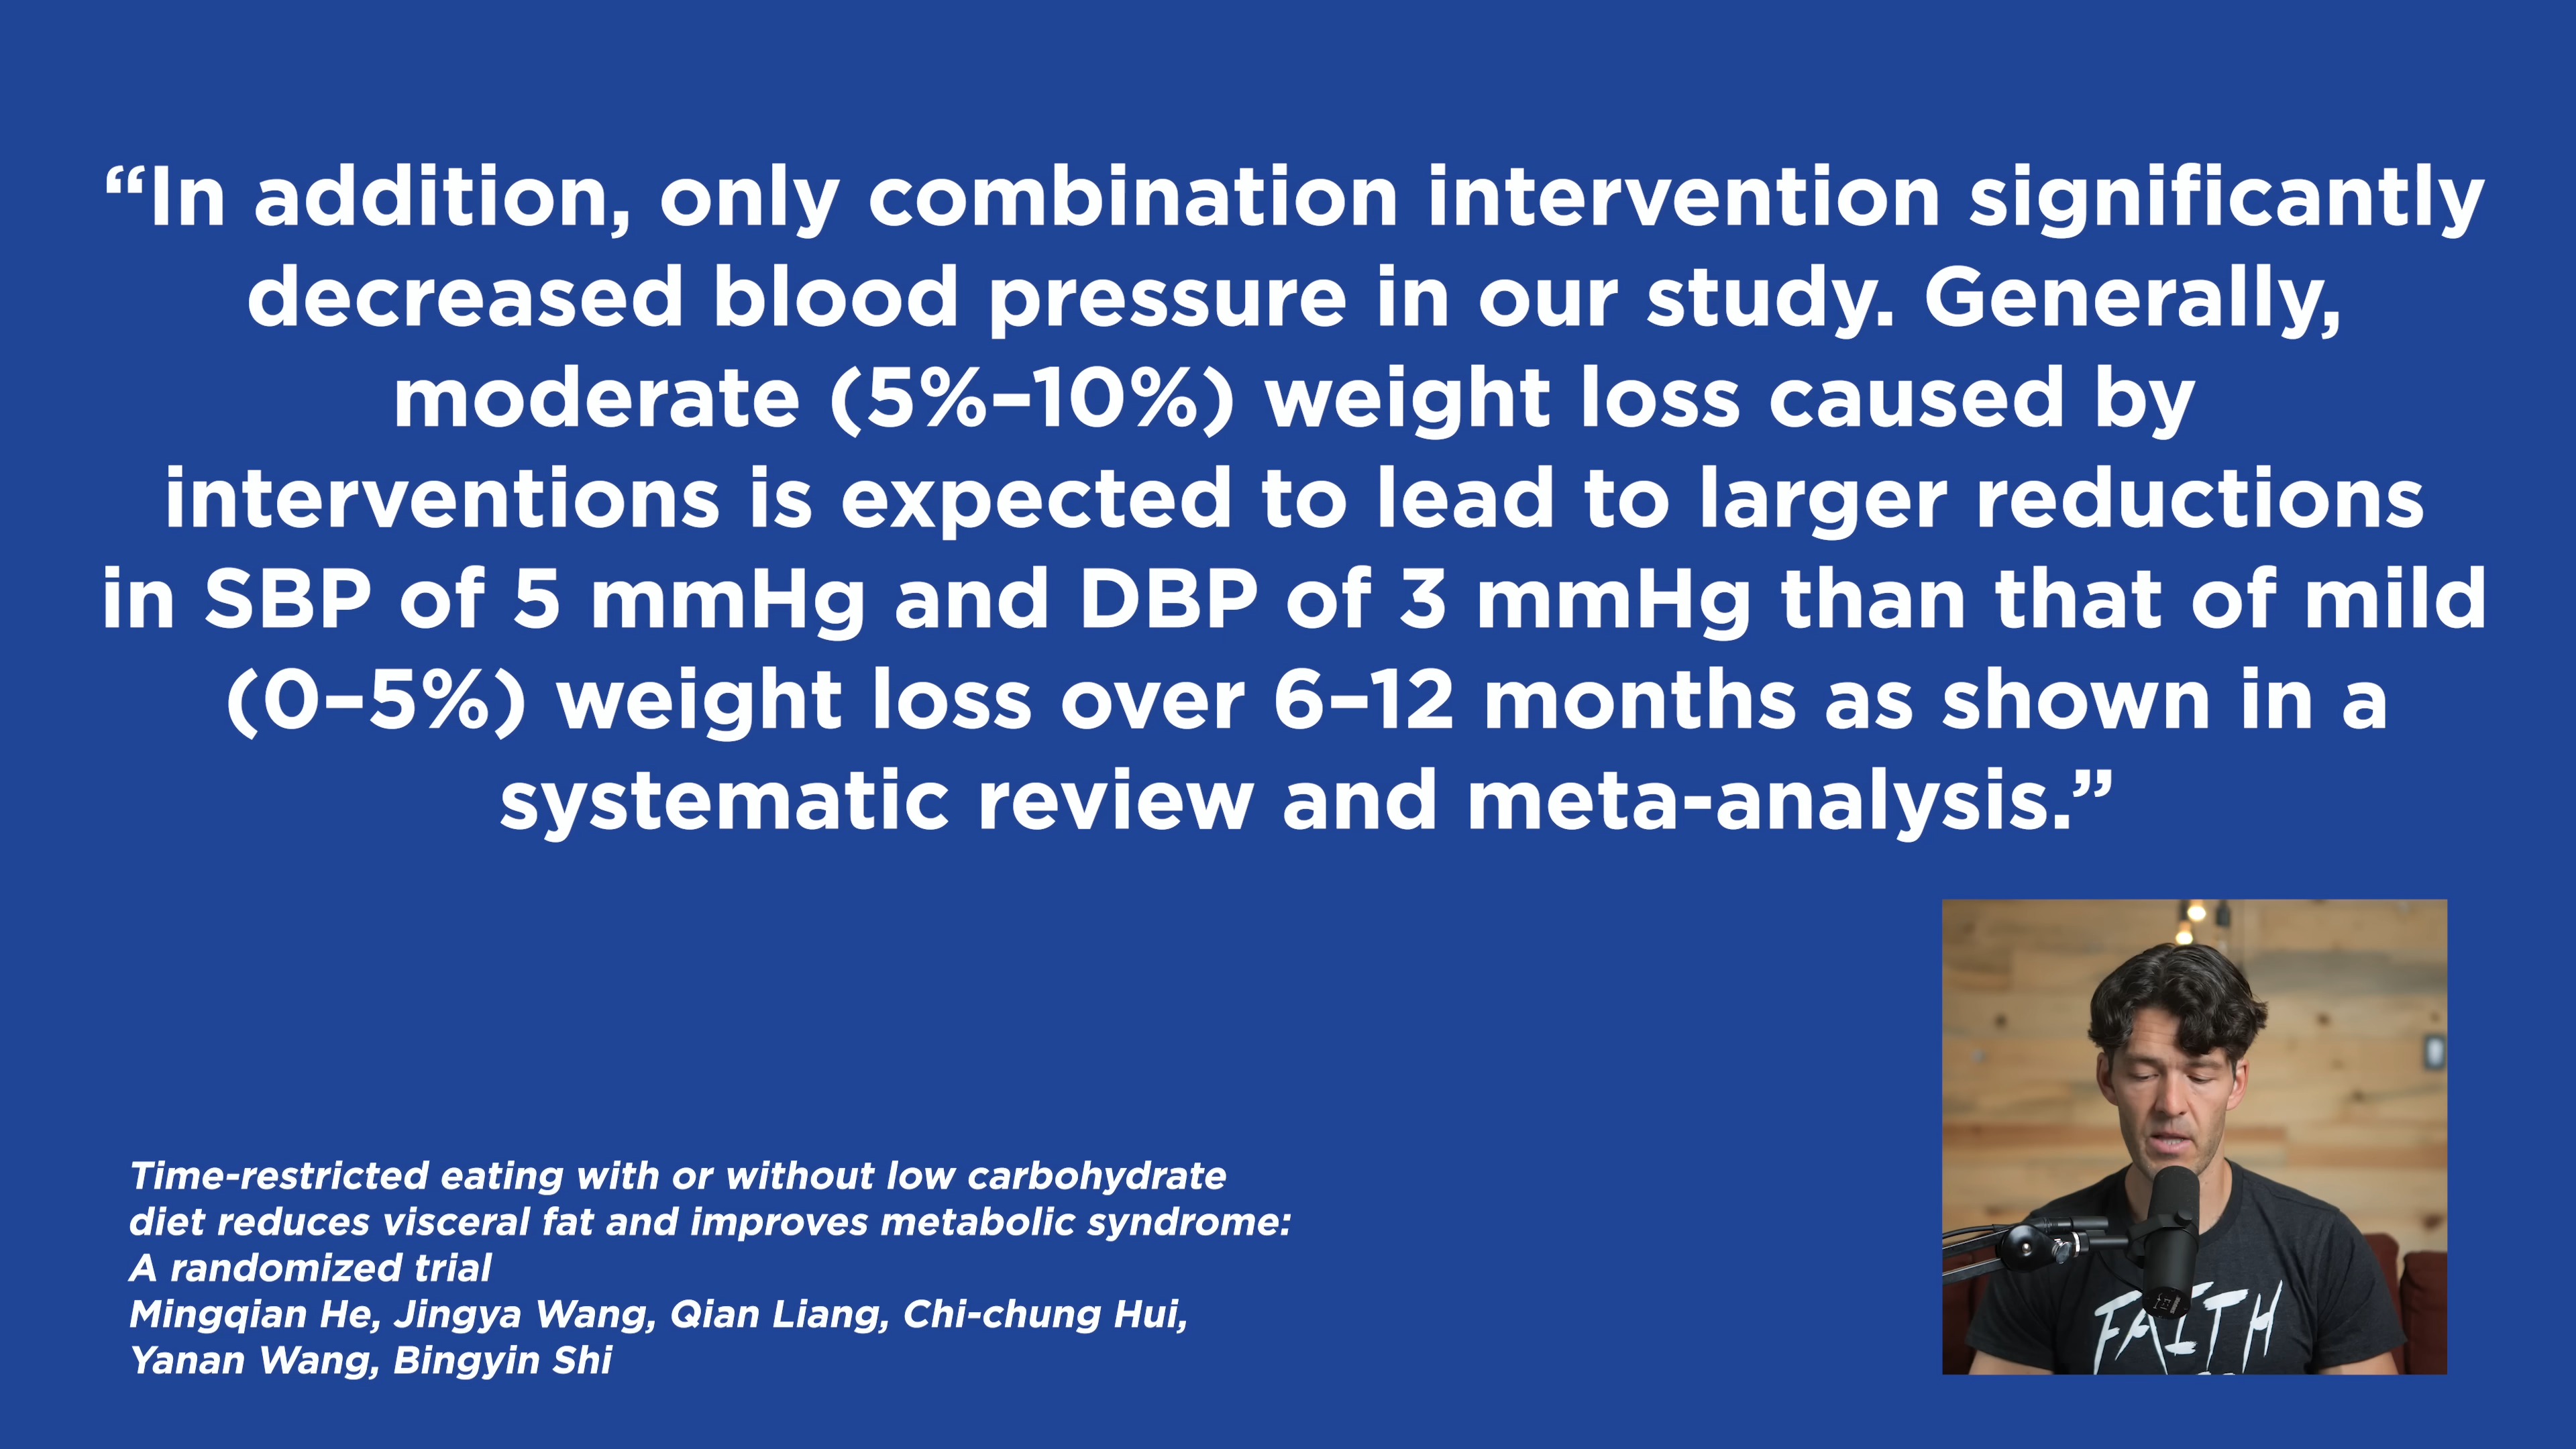 “In addition, only combination intervention significantly
decreased blood pressure in our study. Generally,
moderate (5%–10%) weight loss caused by
interventions is expected to lead to larger reductions
in SBP of 5 mmHg and DBP of 3 mmHg than that of mild
(0–5%) weight loss over 6–12 months as shown in a
systematic review and meta-analysis.”
Time-restricted eating with or without low carbohydrate
diet reduces visceral fat and improves metabolic syndrome:
A randomized trial
Mingqian He, Jingya Wang, Qian Liang, Chi-chung Hui,
Yanan Wang, Bingyin Shi
FAITH